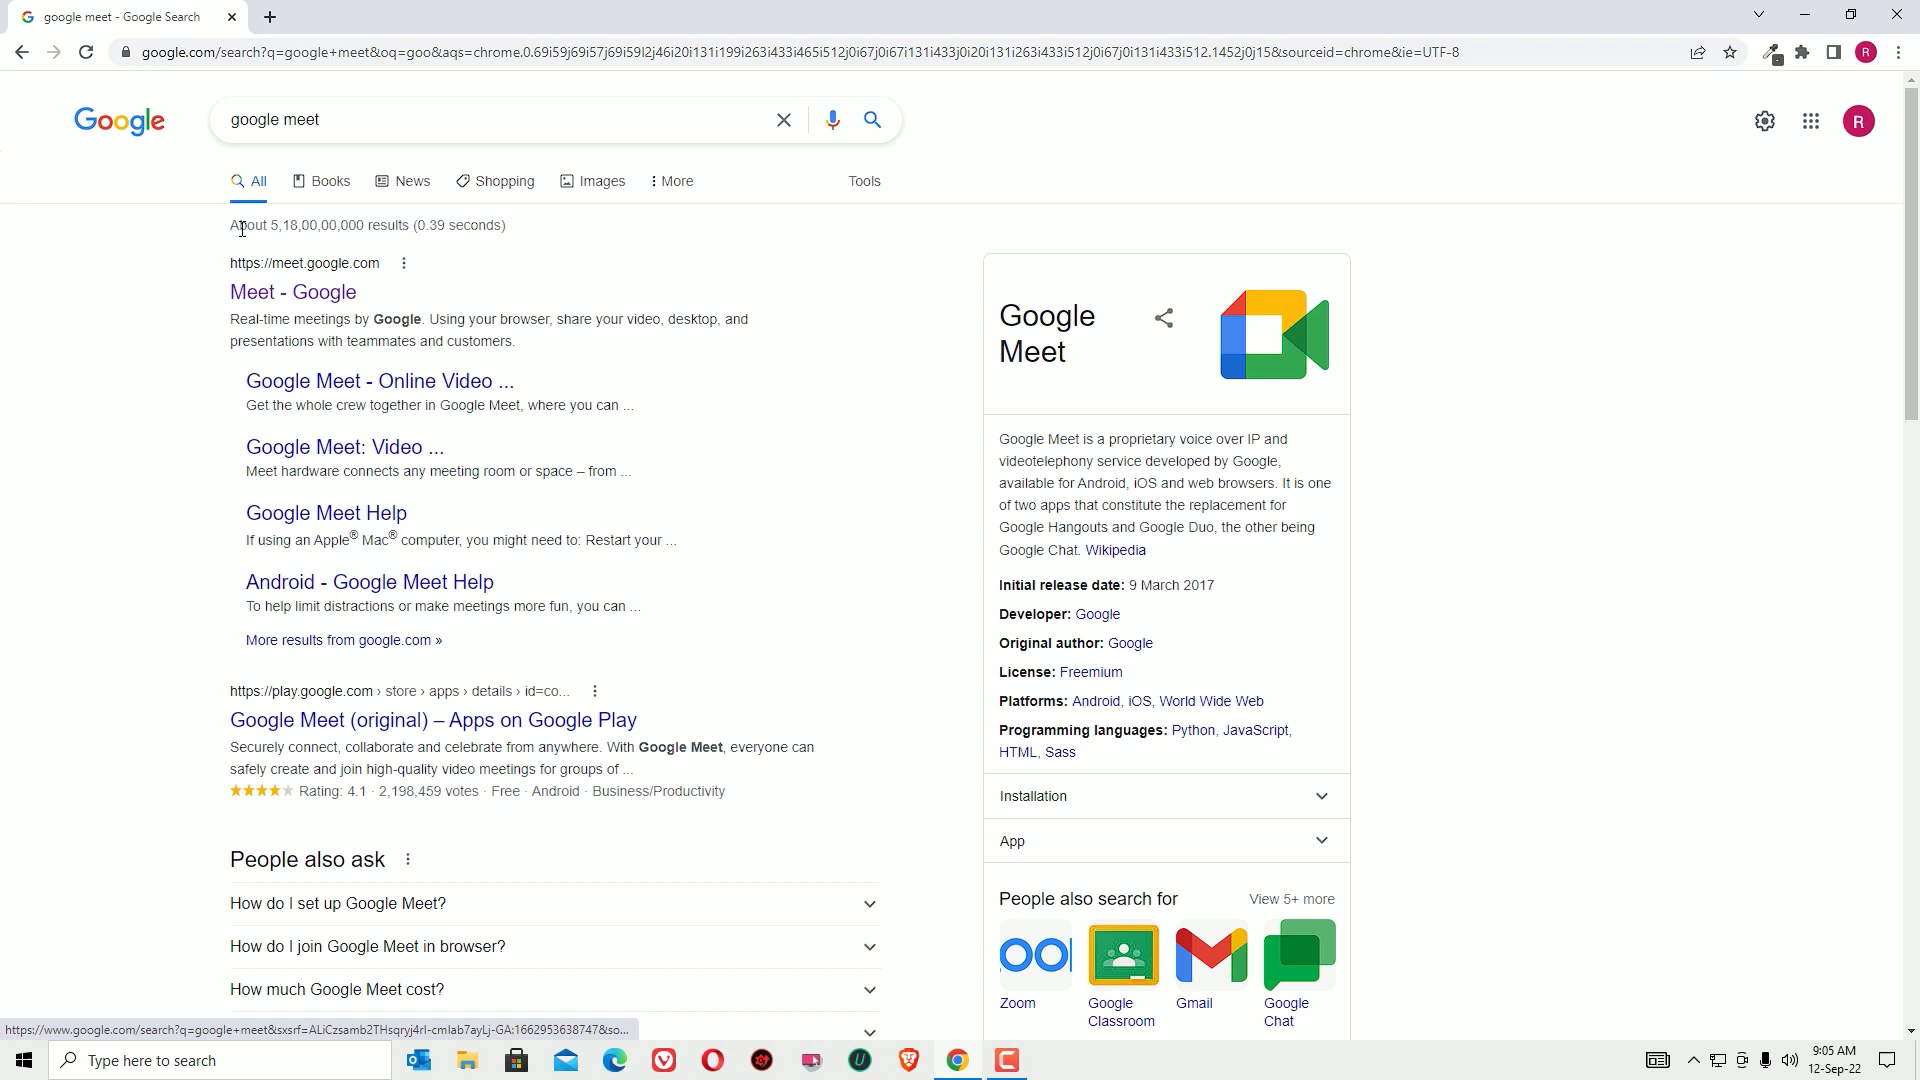 google meet - Google Search
google.com/search?q=google+meet&oq=goo&aqs=chrome.0.69i59j69i57j69i59l2j46i20i131i199i263i433i465i512j0i67j0i67i131i433j0i20i131i263i433i512j0i67j0i131i433i512.1452j0j15&sourceid=chrome&ie=UTF-8
R
Google
google meet
R
All
Books
News
Shopping
Images
More
Tools
About 5,18,00,00,000 results (0.39 seconds)
https://meet.google.com
Meet - Google
Real-time meetings by Google. Using your browser, share your video, desktop, and
presentations with teammates and customers.
Google Meet - Online Video ...
Get the whole crew together in Google Meet, where you can ...
Google Meet: Video ...
Meet hardware connects any meeting room or space – from ...
Google Meet Help
If using an Apple® Mac® computer, you might need to: Restart your ...
Android - Google Meet Help
To help limit distractions or make meetings more fun, you can ...
More results from google.com »
https://play.google.com › store › apps › details › id=co...
Google Meet (original) – Apps on Google Play
Securely connect, collaborate and celebrate from anywhere. With Google Meet, everyone can
safely create and join high-quality video meetings for groups of ...
Rating: 4.1 · 2,198,459 votes · Free · Android · Business/Productivity
People also ask
How do I set up Google Meet?
How do I join Google Meet in browser?
How much Google Meet cost?
Google
Meet
Google Meet is a proprietary voice over IP and
videotelephony service developed by Google,
available for Android, iOS and web browsers. It is one
of two apps that constitute the replacement for
Google Hangouts and Google Duo, the other being
Google Chat. Wikipedia
Initial release date: 9 March 2017
Developer: Google
Original author: Google
License: Freemium
Platforms: Android, iOS, World Wide Web
Programming languages: Python, JavaScript,
HTML, Sass
Installation
App
People also search for
View 5+ more
Zoom
Google
Classroom
Gmail
Google
Chat
https://www.google.com/search?q=google+meet&sxsrf=ALiCzsamb2THsqryj4rI-cmlab7ayLj-GA:1662953638747&so...
Type here to search
9:05 AM
12-Sep-22